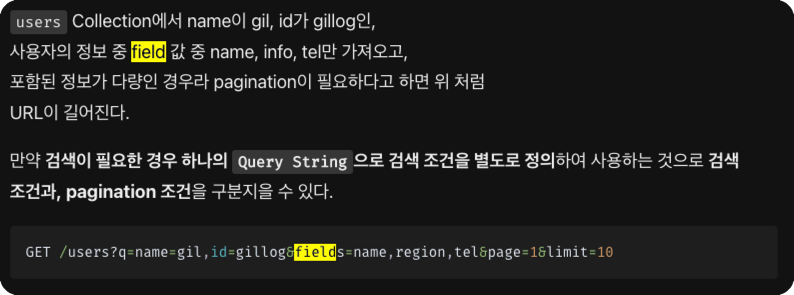 users Collection에서 name이 gil, id가 gillog인,
사용자의 정보 중 field 값 중 name, info, tel만 가져오고,
포함된 정보가 다량인 경우라 pagination이 필요하다고 하면 위 처럼
URL이 길어진다.
만약 검색이 필요한 경우 하나의 Query String으로 검색 조건을 별도로 정의하여 사용하는 것으로 검색
조건과, pagination 조건을 구분지을 수 있다.
GET /users?q=name=gil,id=gillog&fields=name,region,tel&page=1&limit=10